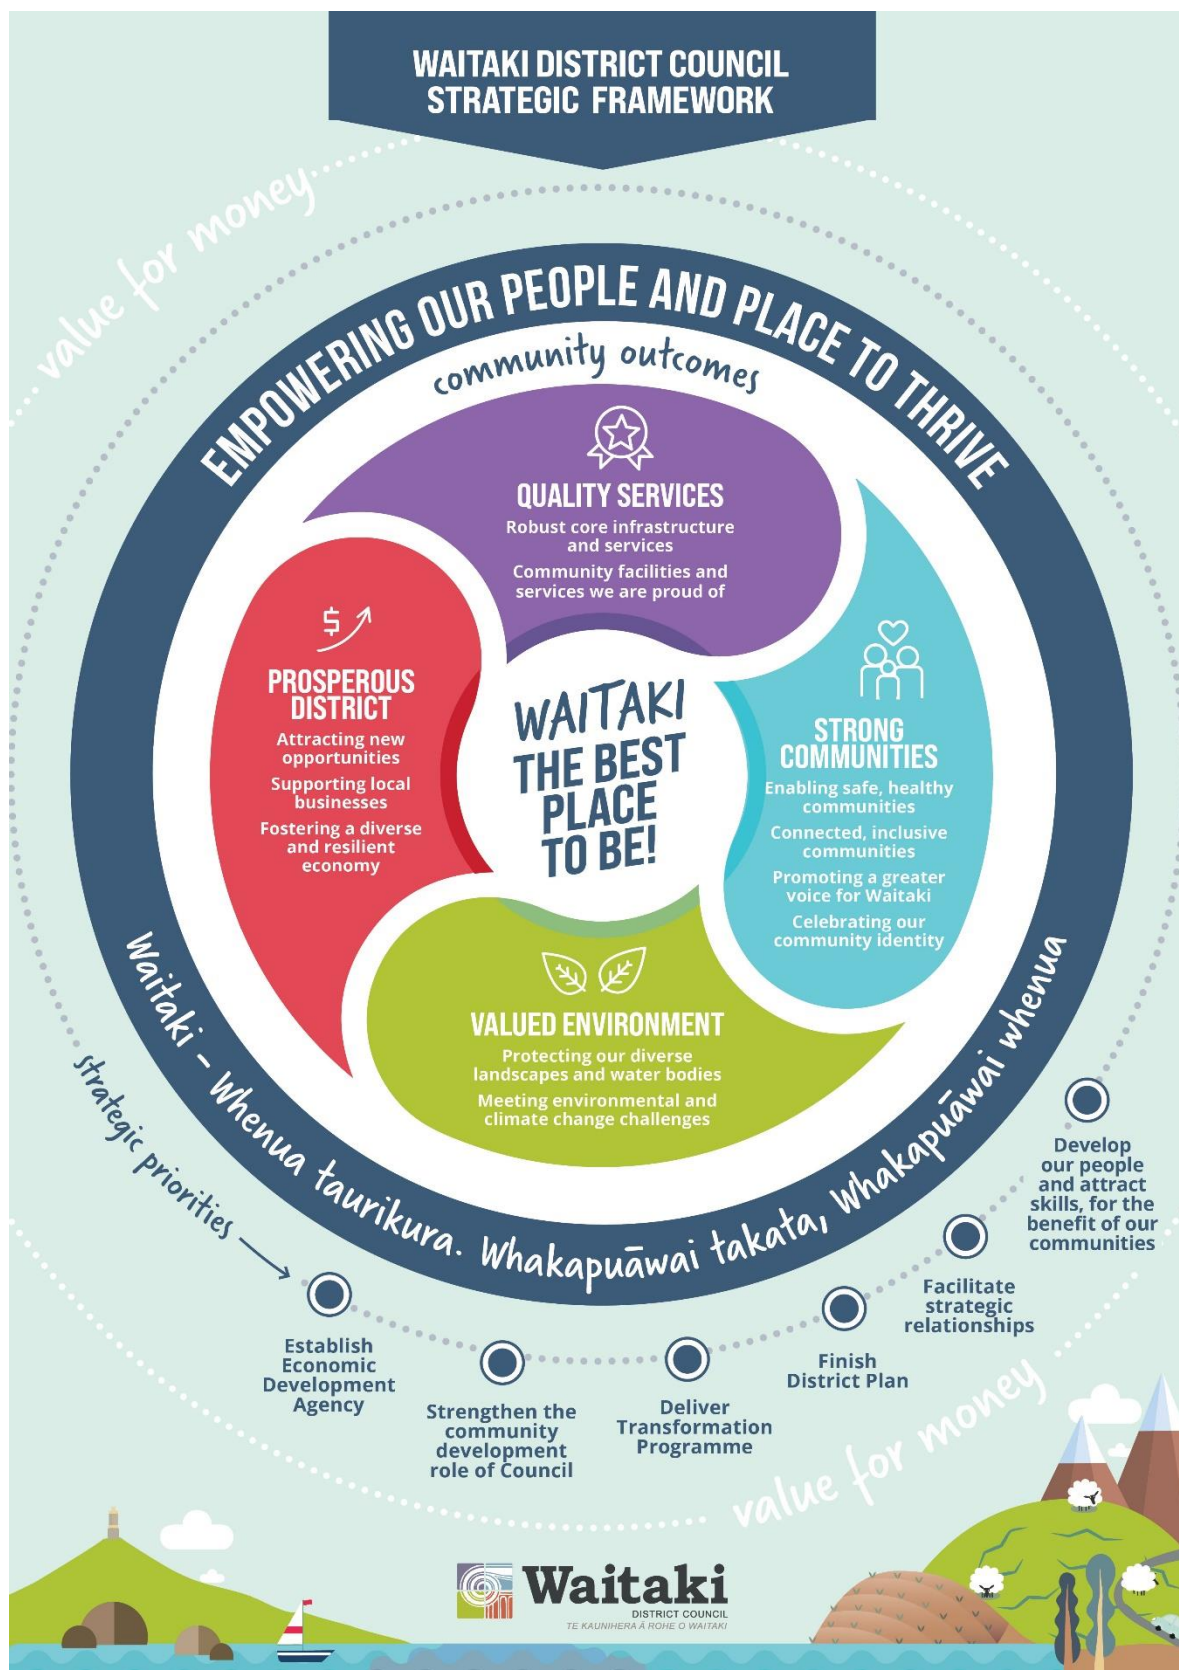 WAITAKI DISTRICT COUNCIL
STRATEGIC FRAMEWORK
value for money
EMPOWERING OUR PEOPLE AND PLACE TO THRIVE
community outcomes
QUALITY SERVICES
Robust core infrastructure
and services
Community facilities and
services we are proud of
PROSPEROUS
DISTRICT
Attracting new
opportunities
Supporting local
businesses
Fostering a diverse
and resilient
economy
WAITAKI
THE BEST
PLACE
TO BE!
STRONG
COMMUNITIES
Enabling safe, healthy
communities
Connected, inclusive
communities
Promoting a greater
voice for Waitaki
Celebrating our
community identity
VALUED ENVIRONMENT
Protecting our diverse
landscapes and water bodies
Meeting environmental and
climate change challenges
Waitaki - Whenua taurikura. Whakapuāwai takata, Whakapuāwai whenua
strategic priorities
Establish
Economic
Development
Agency
Strengthen the
community
development
role of Council
Deliver
Transformation
Programme
Finish
District Plan
Facilitate
strategic
relationships
Develop
our people
and attract
skills, for the
benefit of our
communities
value for money
Waitaki
DISTRICT COUNCIL
TE KAUNIHERA Ā ROHE O WAITAKI